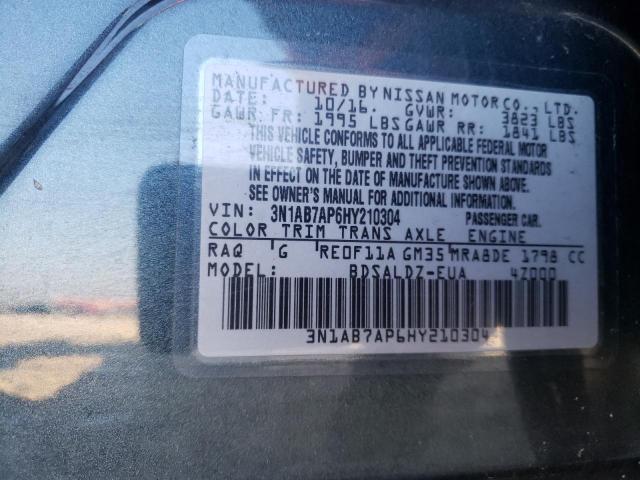 MANUFACTURED BY NISSAN MOTOR CO., LTD.
DATE: 10/16. GVWR: 3823 LBS
GAWR FR: 1995 LBS GAWR RR: 1841 LBS
THIS VEHICLE CONFORMS TO ALL APPLICABLE FEDERAL MOTOR
VEHICLE SAFETY, BUMPER AND THEFT PREVENTION STANDARDS
IN EFFECT ON THE DATE OF MANUFACTURE SHOWN ABOVE.
SEE OWNER'S MANUAL FOR ADDITIONAL INFORMATION.
VIN: 3N1AB7AP6HY210304 PASSENGER CAR.
COLOR TRIM TRANS AXLE ENGINE
RAQ G RE0F11A GM35 MRA8DE 1798 CC
MODEL: BDSALDZ-EUA 4Z000
3N1AB7AP6HY210304